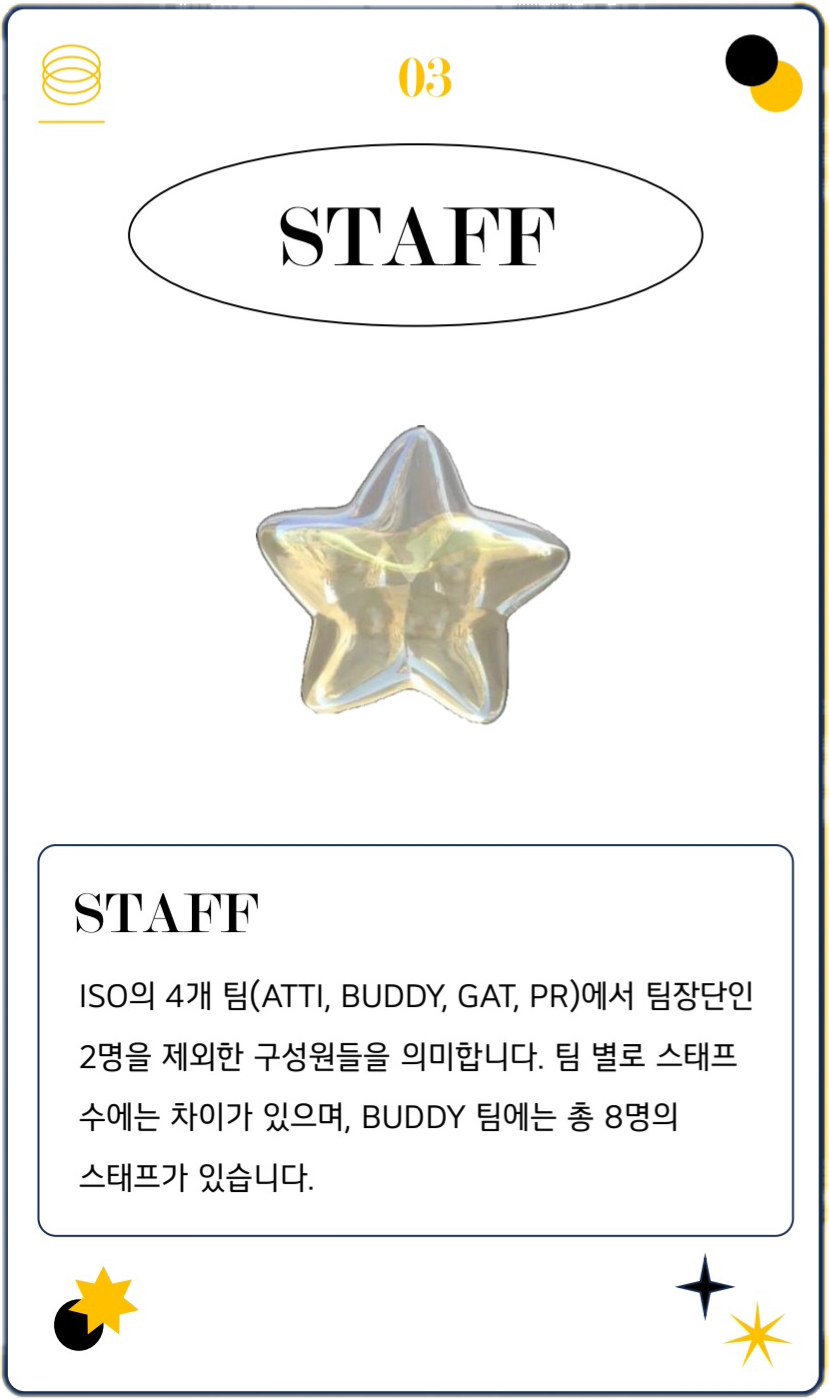 03
STAFF
STAFF
ISO의 4개 팀(ATTI, BUDDY, GAT, PR)에서 팀장단인
2명을 제외한 구성원들을 의미합니다. 팀 별로 스태프
수에는 차이가 있으며, BUDDY 팀에는 총 8명의
스태프가 있습니다.